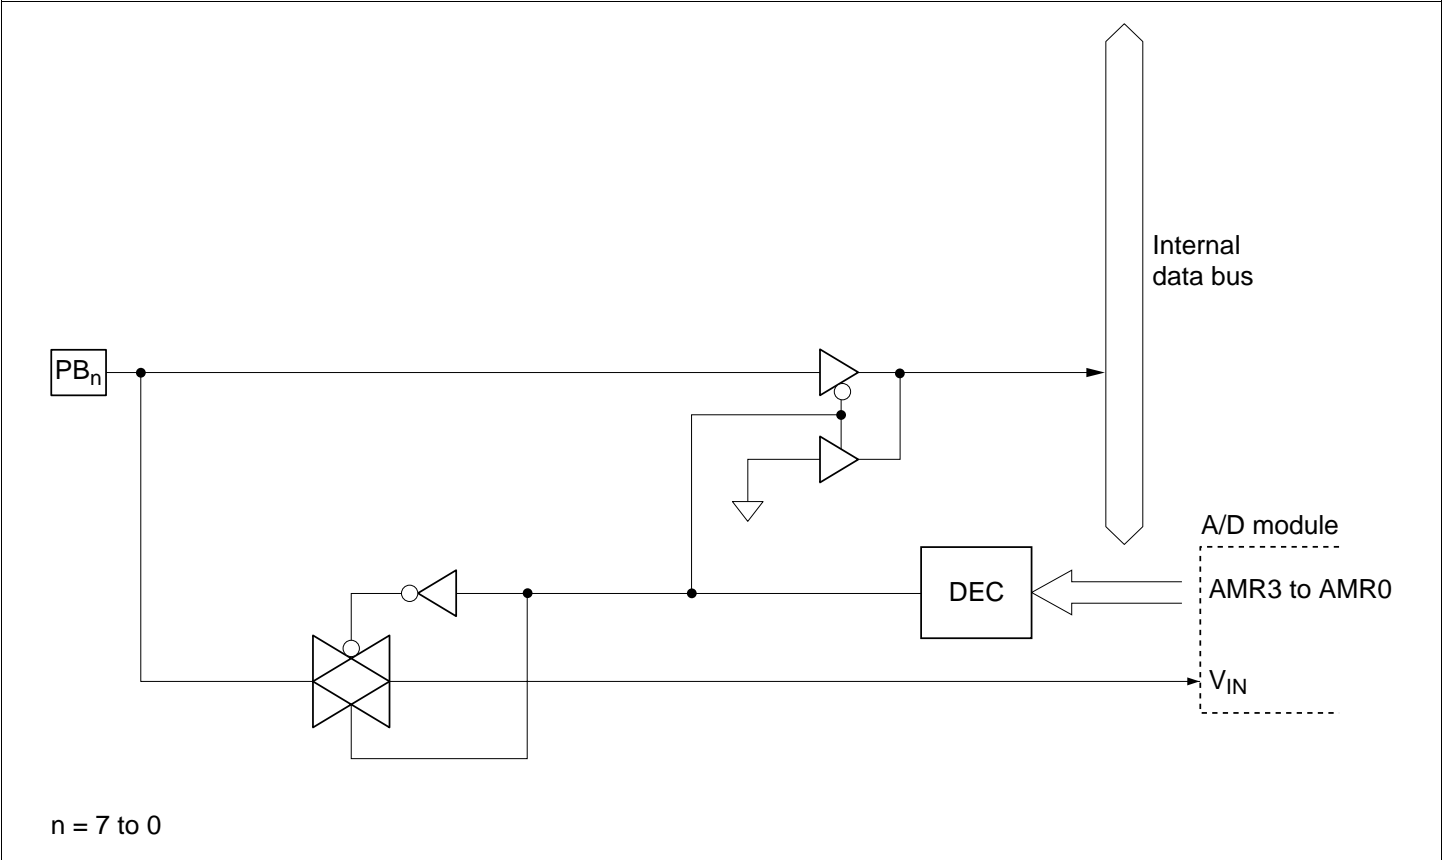 Internal
data bus
PBn
A/D module
DEC
AMR3 to AMR0
VIN
n = 7 to 0